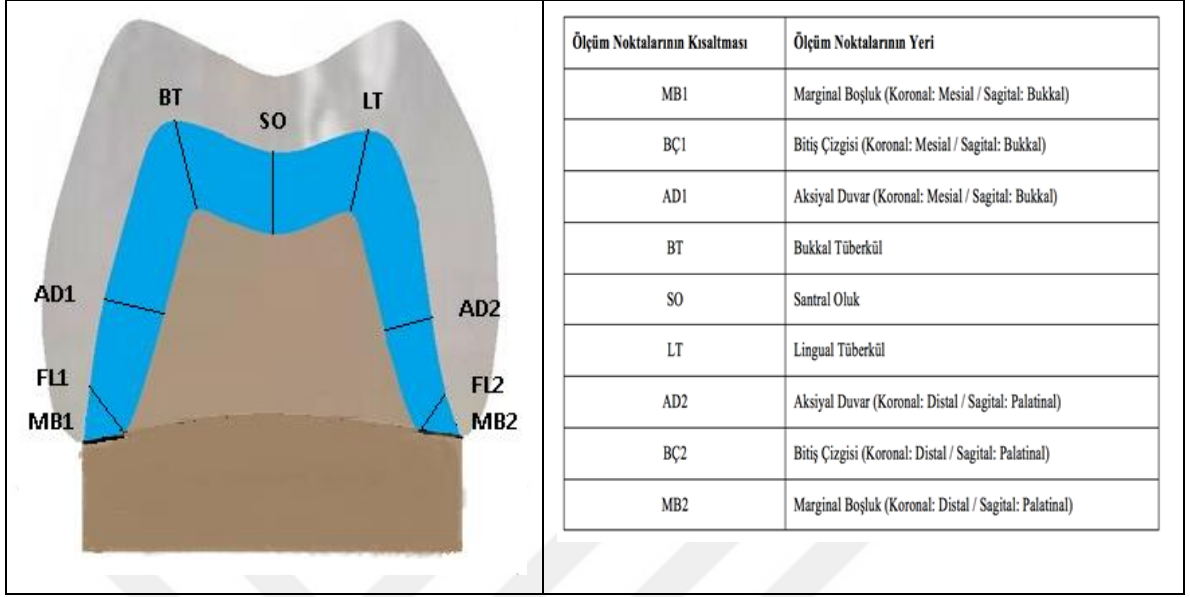 BT
LT
SO
AD1
AD2
FL1
FL2
MB1
MB2
Ölçüm Noktalarının Kısaltması Ölçüm Noktalarının Yeri
MB1 Marginal Boşluk (Koronal: Mesial / Sagital: Bukkal)
BÇ1 Bitiş Çizgisi (Koronal: Mesial / Sagital: Bukkal)
AD1 Aksiyal Duvar (Koronal: Mesial / Sagital: Bukkal)
BT Bukkal Tüberkül
SO Santral Oluk
LT Lingual Tüberkül
AD2 Aksiyal Duvar (Koronal: Distal / Sagital: Palatinal)
BÇ2 Bitiş Çizgisi (Koronal: Distal / Sagital: Palatinal)
MB2 Marginal Boşluk (Koronal: Distal / Sagital: Palatinal)